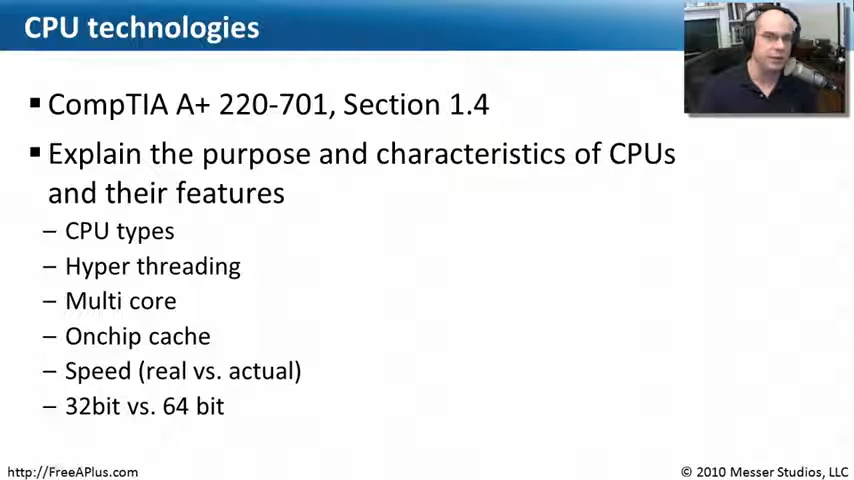 CPU technologies
▪ CompTIA A+ 220-701, Section 1.4
▪ Explain the purpose and characteristics of CPUs
and their features
– CPU types
– Hyper threading
– Multi core
– Onchip cache
– Speed (real vs. actual)
– 32bit vs. 64 bit
http://FreeAPlus.com
© 2010 Messer Studios, LLC